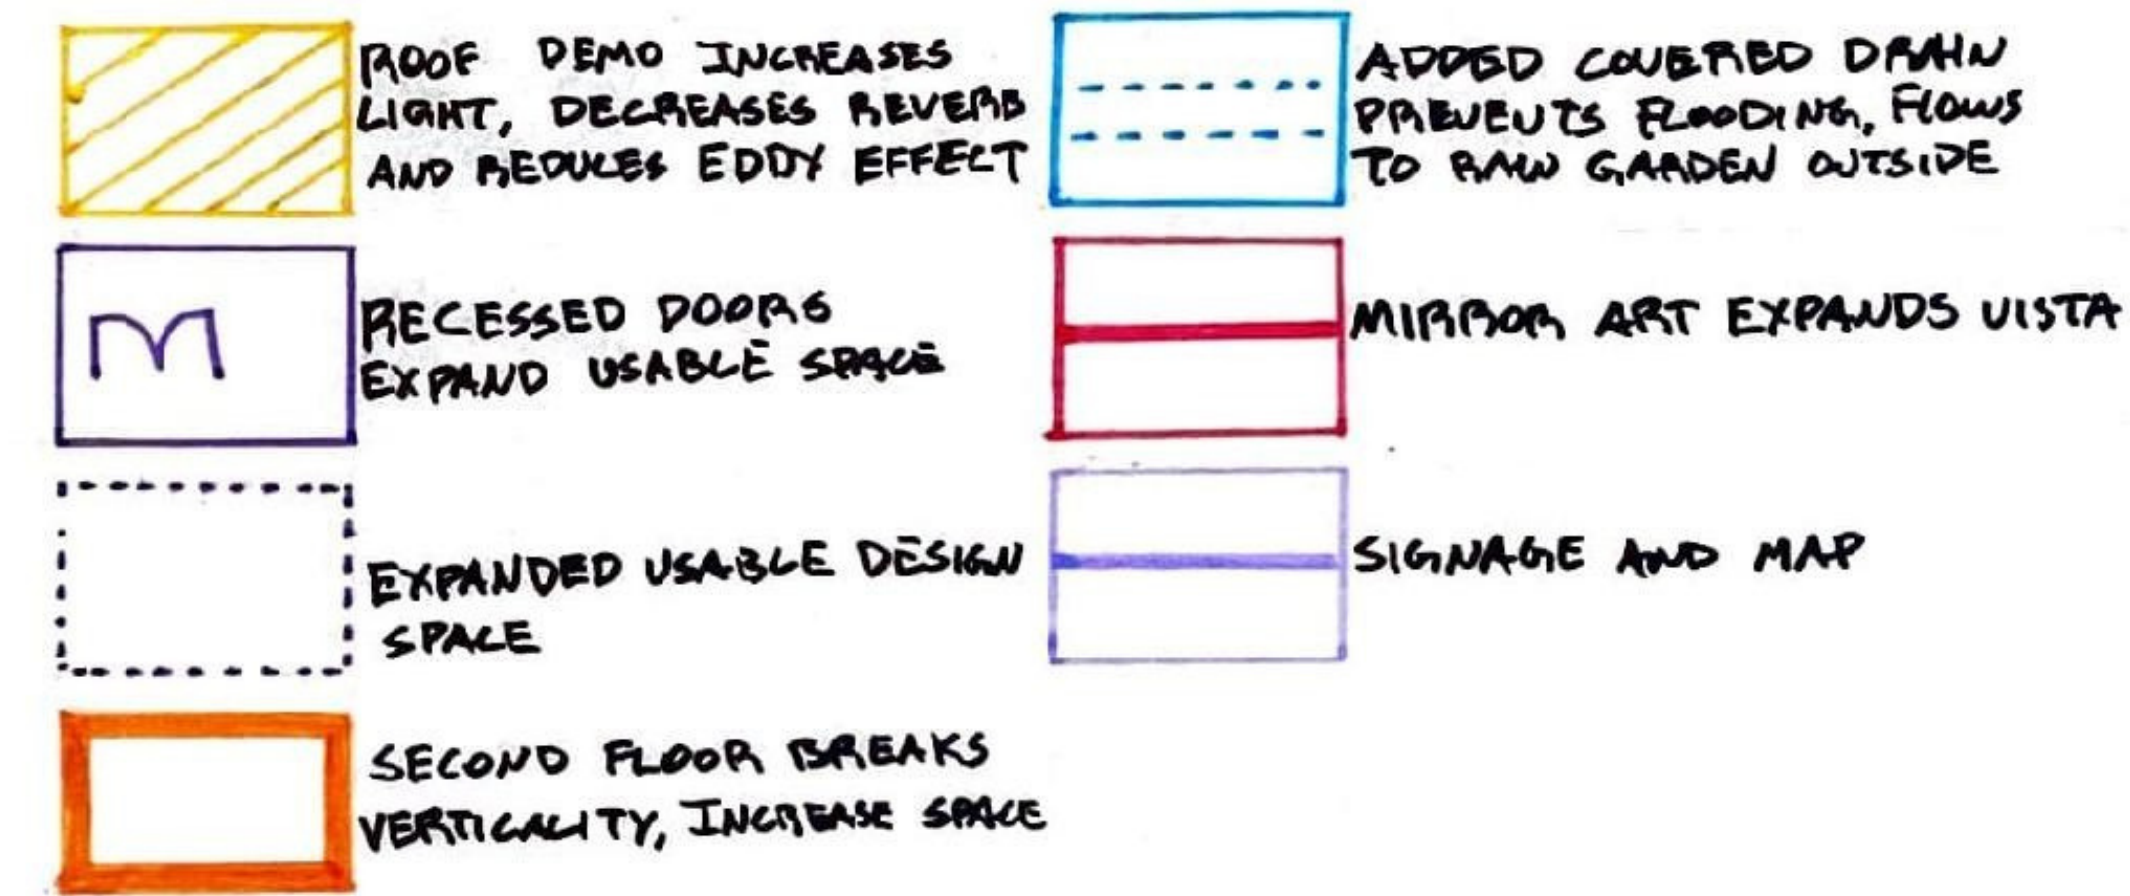 ROOF DEMO INCREASES
LIGHT, DECREASES REVERB
AND REDUCES EDDY EFFECT
RECESSED DOORS
EXPAND USABLE SPACE
EXPANDED USABLE DESIGN
SPACE
SECOND FLOOR BREAKS
VERTICALITY, INCREASE SPACE
ADDED COVERED DRAIN
PREVENTS FLOODING, FLOWS
TO RAIN GARDEN OUTSIDE
MIRROR ART EXPANDS VISTA
SIGNAGE AND MAP